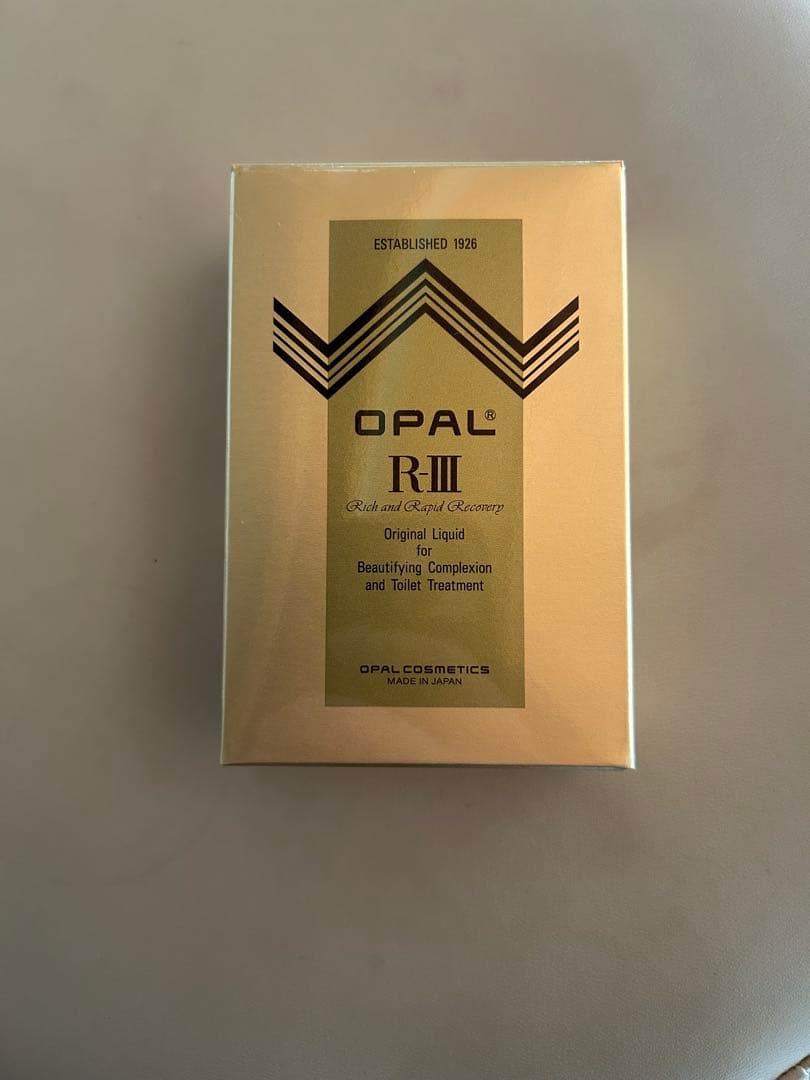 ESTABLISHED 1926
OPAL®
R-III
Rich and Rapid Recovery
Original Liquid
for
Beautifying Complexion
and Toilet Treatment
OPAL COSMETICS
MADE IN JAPAN